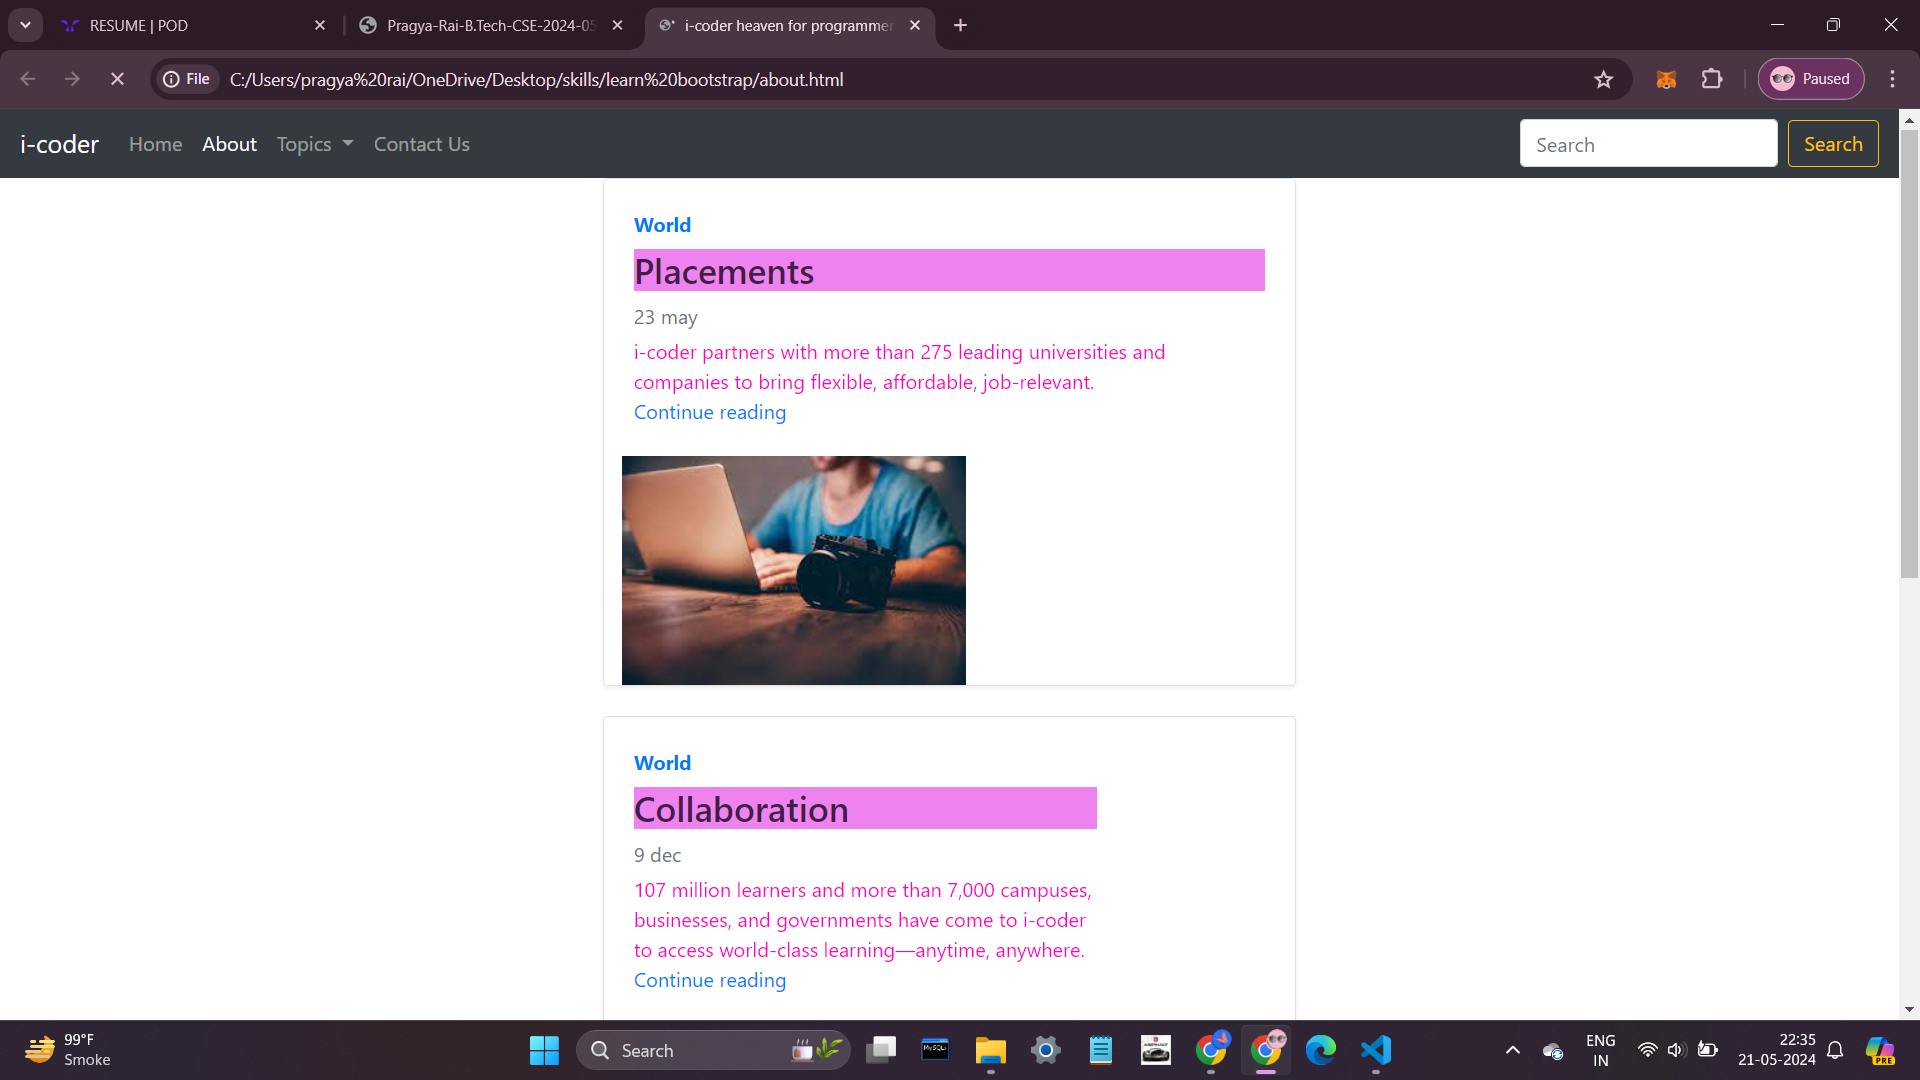 RESUME | POD
Pragya-Rai-B.Tech-CSE-2024-05
i-coder heaven for programmer
File
C:/Users/pragya%20rai/OneDrive/Desktop/skills/learn%20bootstrap/about.html
Paused
i-coder
Home
About
Topics
Contact Us
Search
Search
World
Placements
23 may
i-coder partners with more than 275 leading universities and
companies to bring flexible, affordable, job-relevant.
Continue reading
World
Collaboration
9 dec
107 million learners and more than 7,000 campuses,
businesses, and governments have come to i-coder
to access world-class learning—anytime, anywhere.
Continue reading
99°F
Smoke
Search
MySQL
ENG
IN
22:35
21-05-2024
PRE